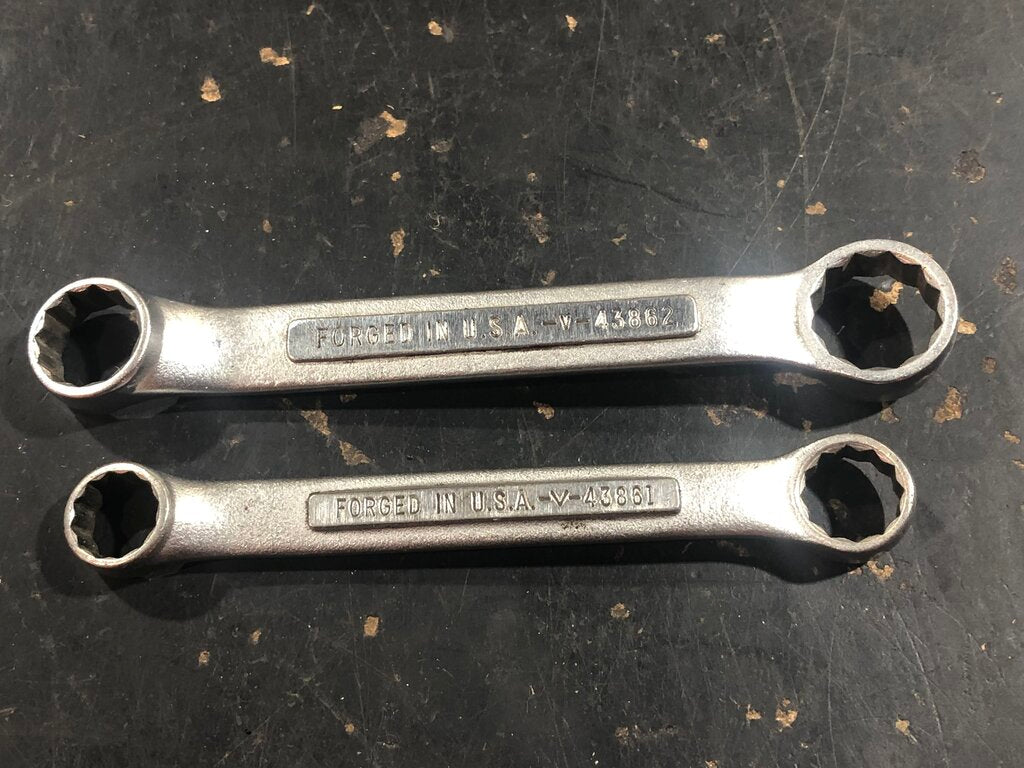 FORGED IN U.S.A. -V-43862
FORGED IN U.S.A. -V-43861